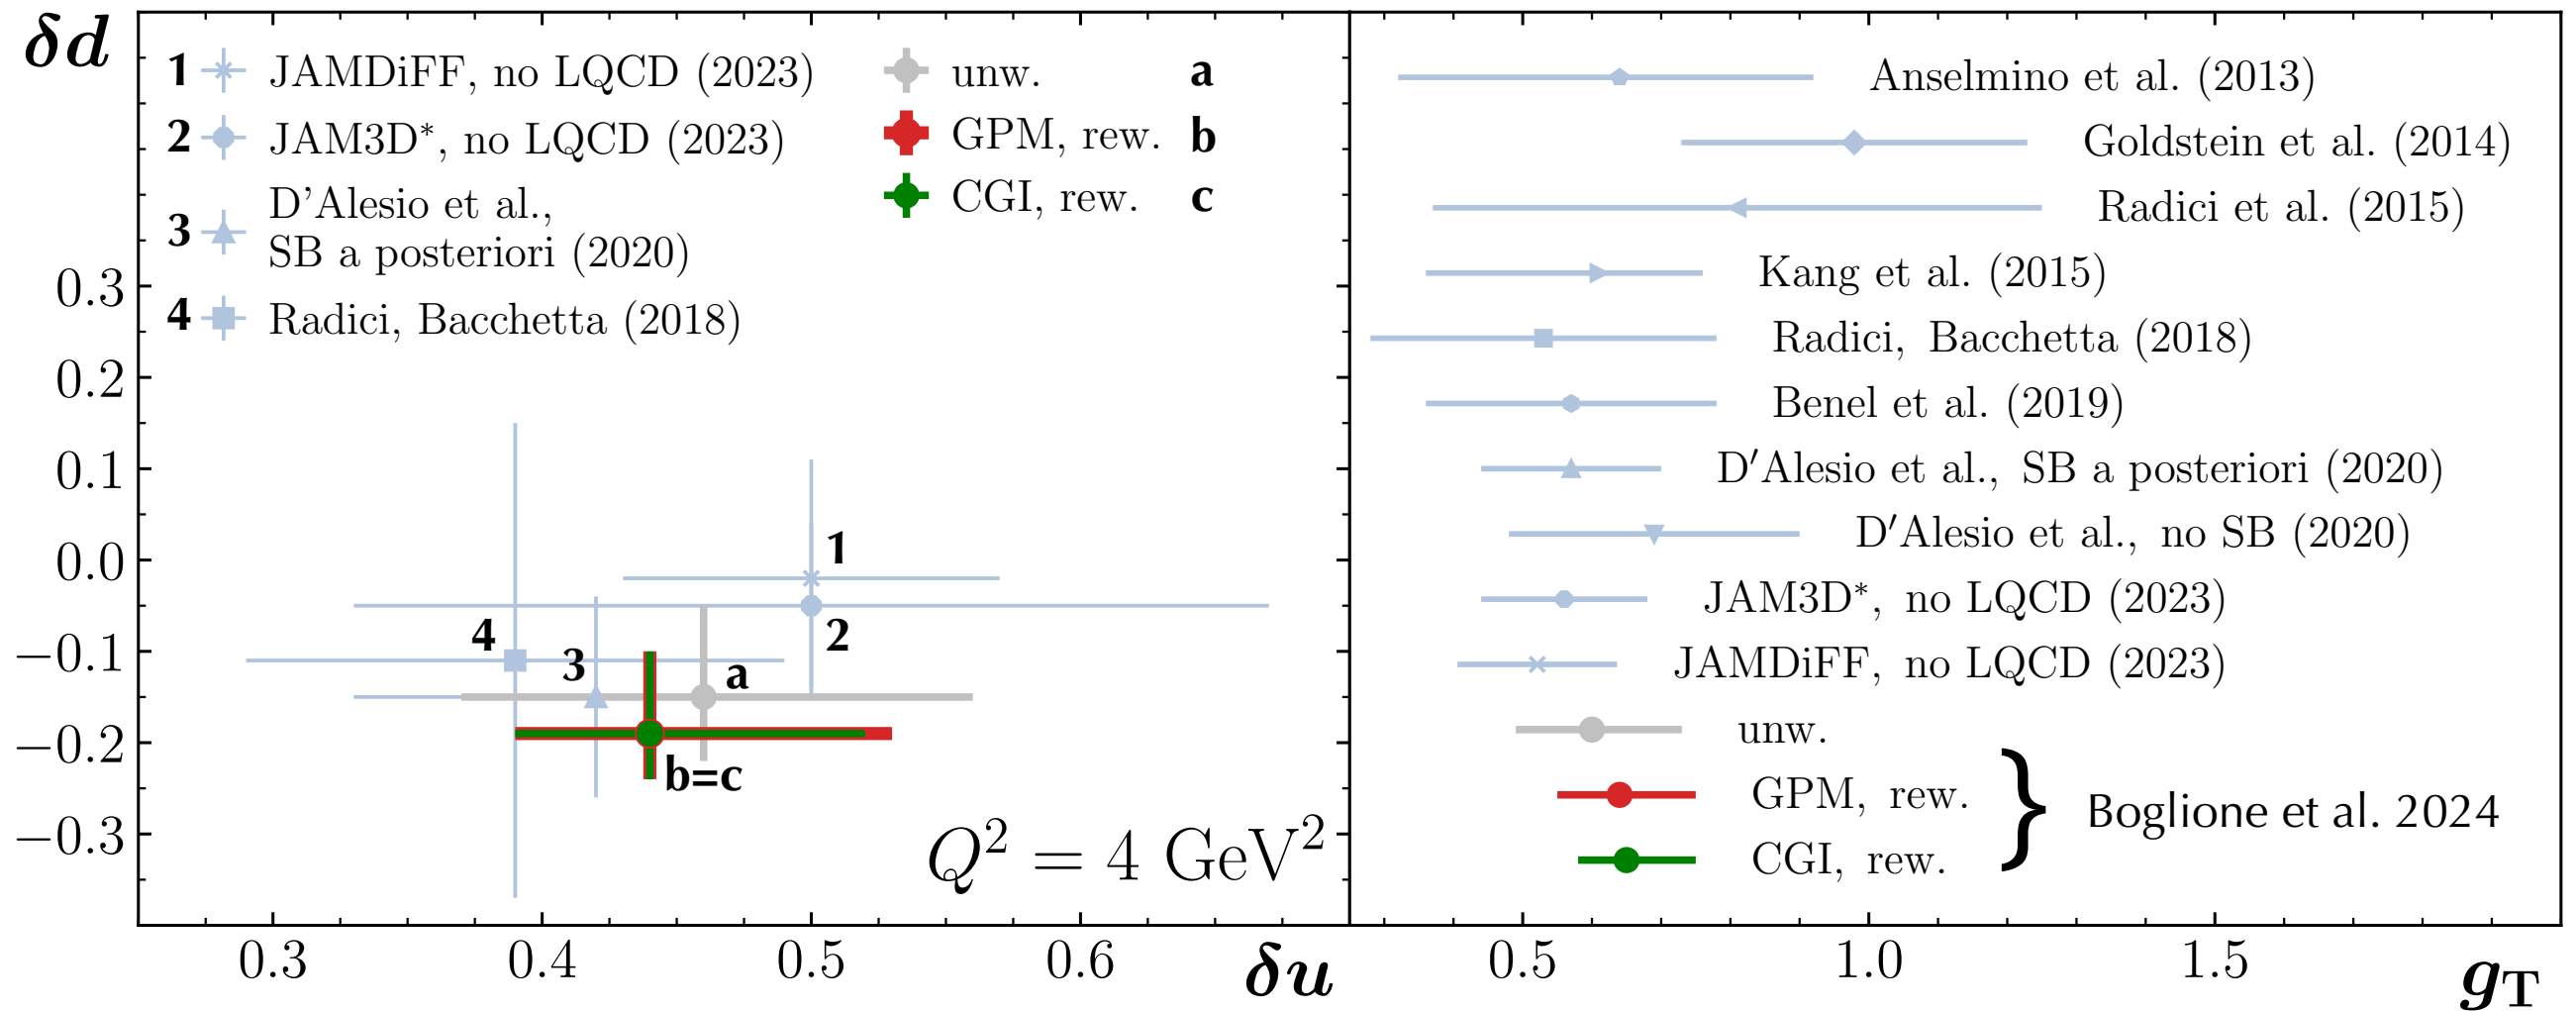 δd
1 JAMDiFF, no LQCD (2023)
2 JAM3D*, no LQCD (2023)
3 D'Alesio et al.,
SB a posteriori (2020)
4 Radici, Bacchetta (2018)
unw. a
GPM, rew. b
CGI, rew. c
0.3
0.2
0.1
0.0
−0.1
−0.2
−0.3
1
2
4
3
a
b=c
Q² = 4 GeV²
0.3 0.4 0.5 0.6
δu
Anselmino et al. (2013)
Goldstein et al. (2014)
Radici et al. (2015)
Kang et al. (2015)
Radici, Bacchetta (2018)
Benel et al. (2019)
D′Alesio et al., SB a posteriori (2020)
D′Alesio et al., no SB (2020)
JAM3D*, no LQCD (2023)
JAMDiFF, no LQCD (2023)
unw.
GPM, rew.
CGI, rew.
} Boglione et al. 2024
0.5 1.0 1.5
g_T